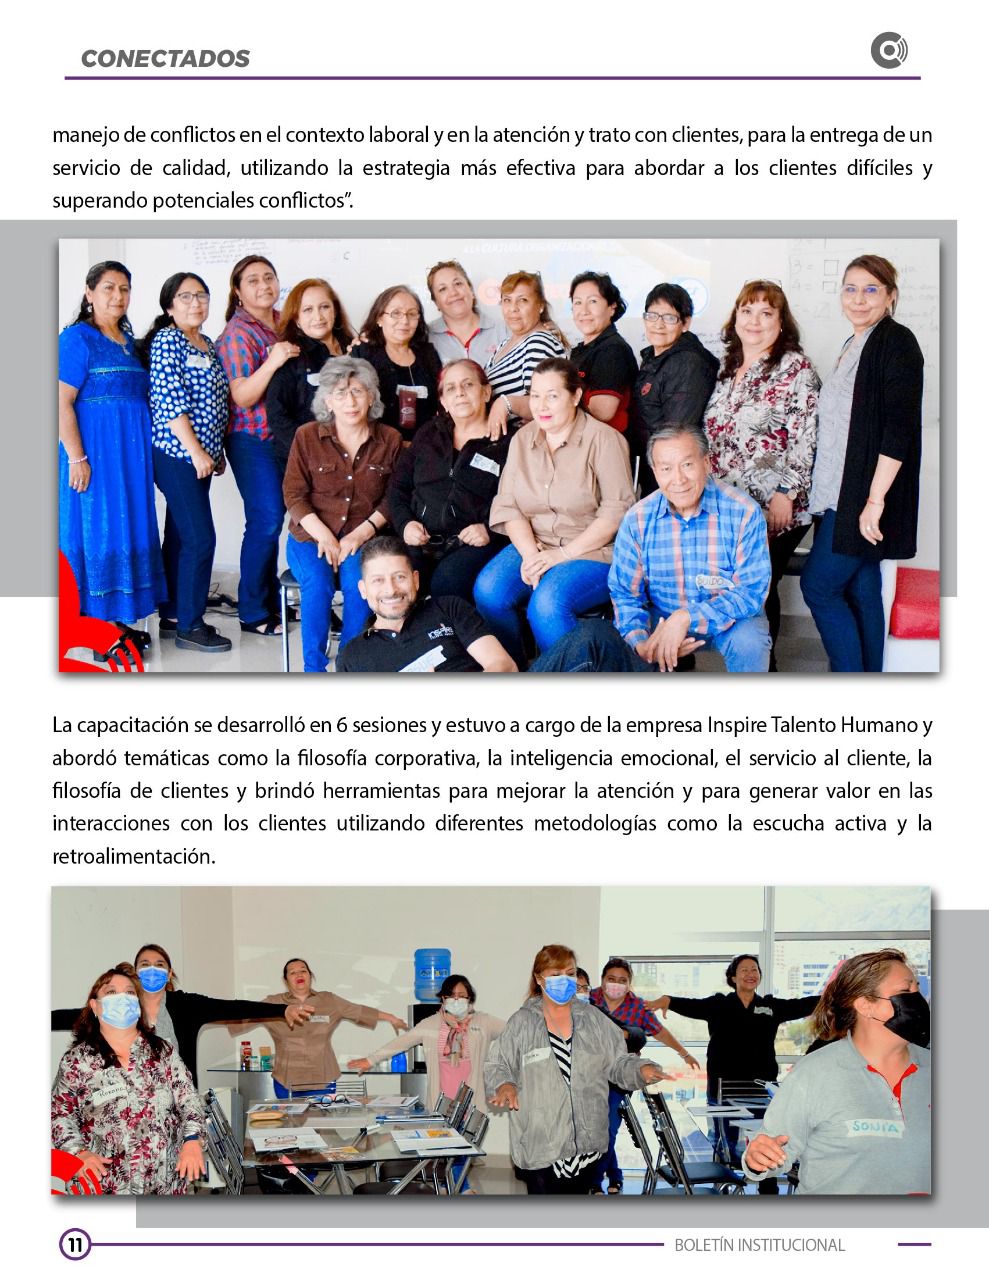 CONECTADOS
manejo de conflictos en el contexto laboral y en la atención y trato con clientes, para la entrega de un
servicio de calidad, utilizando la estrategia más efectiva para abordar a los clientes difíciles y
superando potenciales conflictos”.
GUIDO
La capacitación se desarrolló en 6 sesiones y estuvo a cargo de la empresa Inspire Talento Humano y
abordó temáticas como la filosofía corporativa, la inteligencia emocional, el servicio al cliente, la
filosofía de clientes y brindó herramientas para mejorar la atención y para generar valor en las
interacciones con los clientes utilizando diferentes metodologías como la escucha activa y la
retroalimentación.
SONIA
11
BOLETÍN INSTITUCIONAL